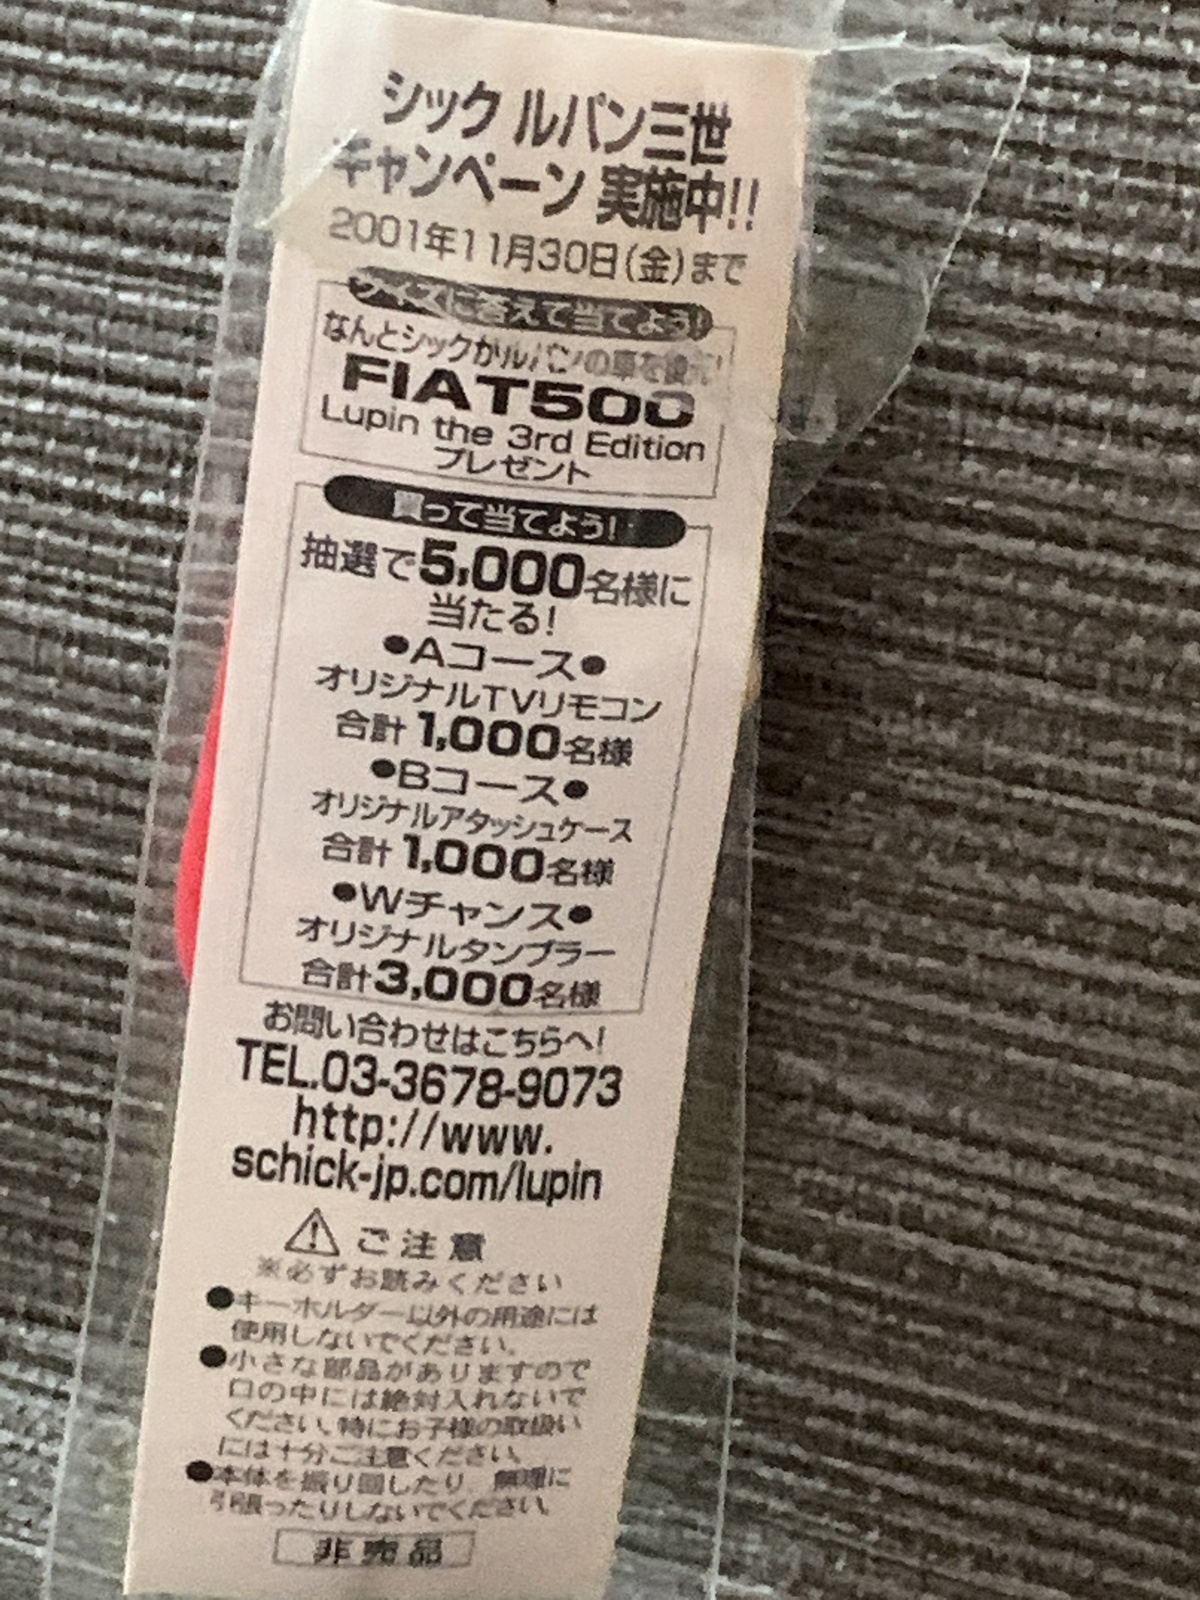 シック ルパン三世
キャンペーン 実施中!!
2001年11月30日(金)まで
クイズに答えて当てよう!
なんとシックがルパンの車を復元!
FIAT500
Lupin the 3rd Edition
プレゼント
買って当てよう!
抽選で5,000名様に
当たる!
●Aコース●
オリジナルTVリモコン
合計1,000名様
●Bコース●
オリジナルアタッシュケース
合計1,000名様
●Wチャンス●
オリジナルタンブラー
合計3,000名様
お問い合わせはこちらへ!
TEL.03-3678-9073
http://www.
schick-jp.com/lupin
⚠ご注意
※必ずお読みください
●キーホルダー以外の用途には
使用しないでください。
●小さな部品がありますので
口の中には絶対入れないで
ください。特にお子様の取扱い
には十分ご注意ください。
●本体を振り回したり、無理に
引張ったりしないでください。
非売品